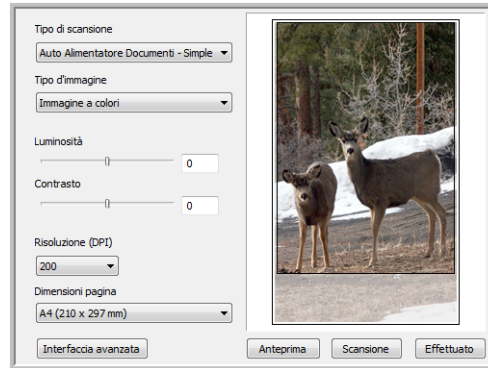 Tipo di scansione
Auto Alimentatore Documenti - Simple
Tipo d'immagine
Immagine a colori
Luminosità
0
Contrasto
0
Risoluzione (DPI)
200
Dimensioni pagina
A4 (210 x 297 mm)
Interfaccia avanzata
Anteprima
Scansione
Effettuato